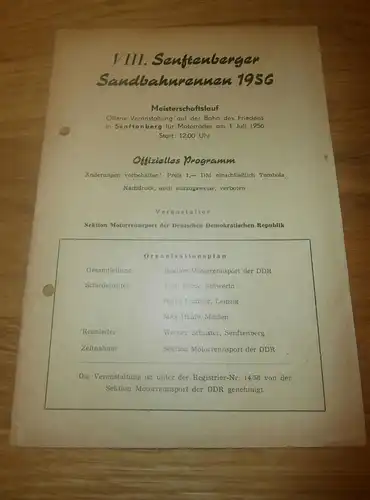 VIII. Senftenberger
Sandbahnrennen 1956
Meisterschaftslauf
Offene Veranstaltung auf der Bahn des Friedens
in Senftenberg für Motorräder am 1. Juli 1956
Start: 12.00 Uhr
Offizielles Programm
Änderungen vorbehalten! Preis 1,— DM einschließlich Tombola
Nachdruck, auch auszugsweise, verboten
Veranstalter
Sektion Motorrennsport der Deutschen Demokratischen Republik
Organisationsplan
Gesamtleitung Sektion Motorrennsport der DDR
Schiedsrichter Schwerin
Meißen
Rennleiter Werner Senftenberg
Zeitnahme Sektion Motorrennsport der DDR
Die Veranstaltung ist unter der Registrier-Nr. von der
Sektion Motorrennsport der DDR genehmigt.